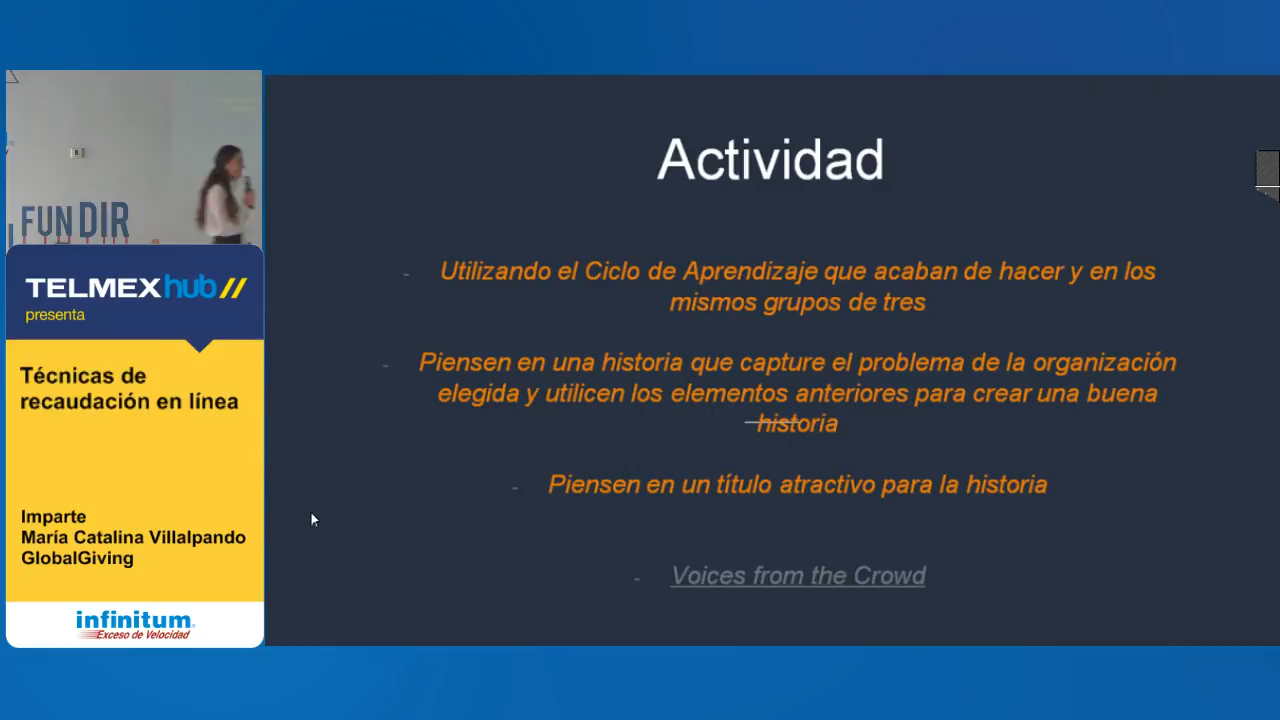 FUN DIR
TELMEXhub//
presenta
Técnicas de
recaudación en línea
Imparte
María Catalina Villalpando
GlobalGiving
infinitum
Exceso de Velocidad
Actividad
- Utilizando el Ciclo de Aprendizaje que acaban de hacer y en los
mismos grupos de tres
- Piensen en una historia que capture el problema de la organización
elegida y utilicen los elementos anteriores para crear una buena
historia
- Piensen en un título atractivo para la historia
- Voices from the Crowd